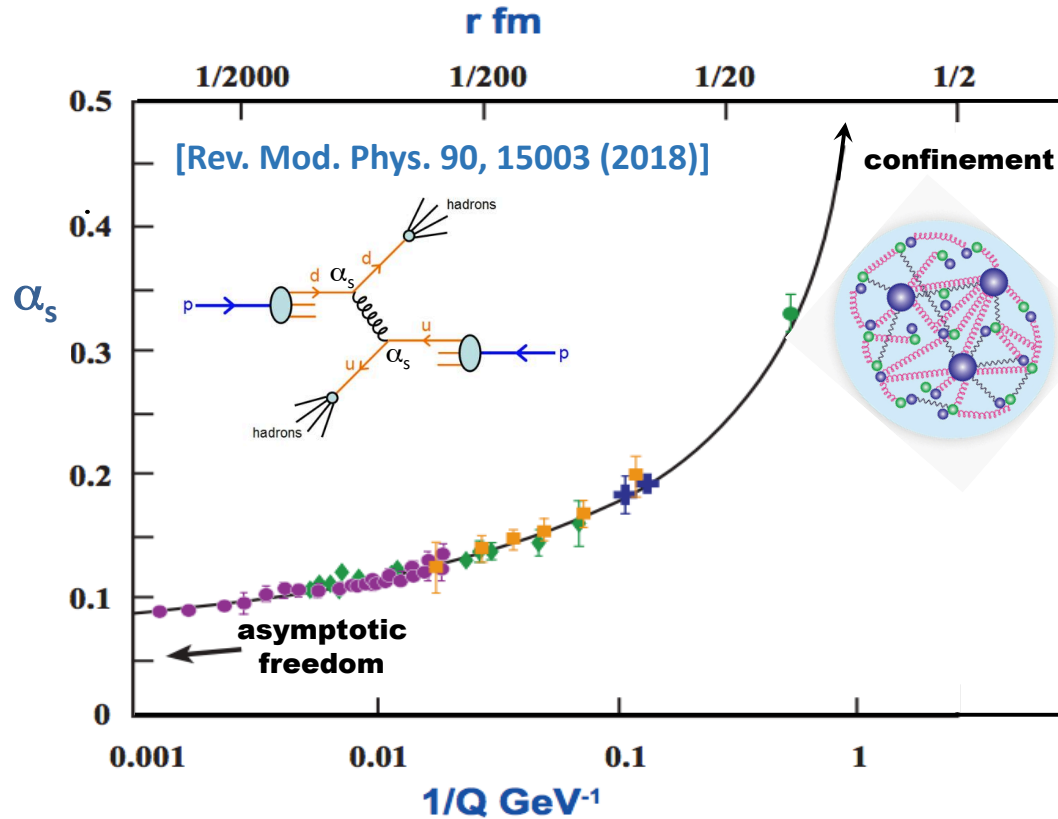 r fm
1/2000 1/200 1/20 1/2
0.5
[Rev. Mod. Phys. 90, 15003 (2018)]
confinement
hadrons
0.4
d
d
αs
αs
p
u
p
αs
u
0.3
hadrons
0.2
0.1
asymptotic
freedom
0
0.001 0.01 0.1 1
1/Q GeV-1